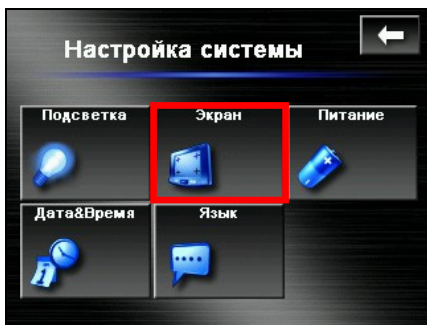 Настройка системы
Подсветка Экран Питание
Дата&Время Язык